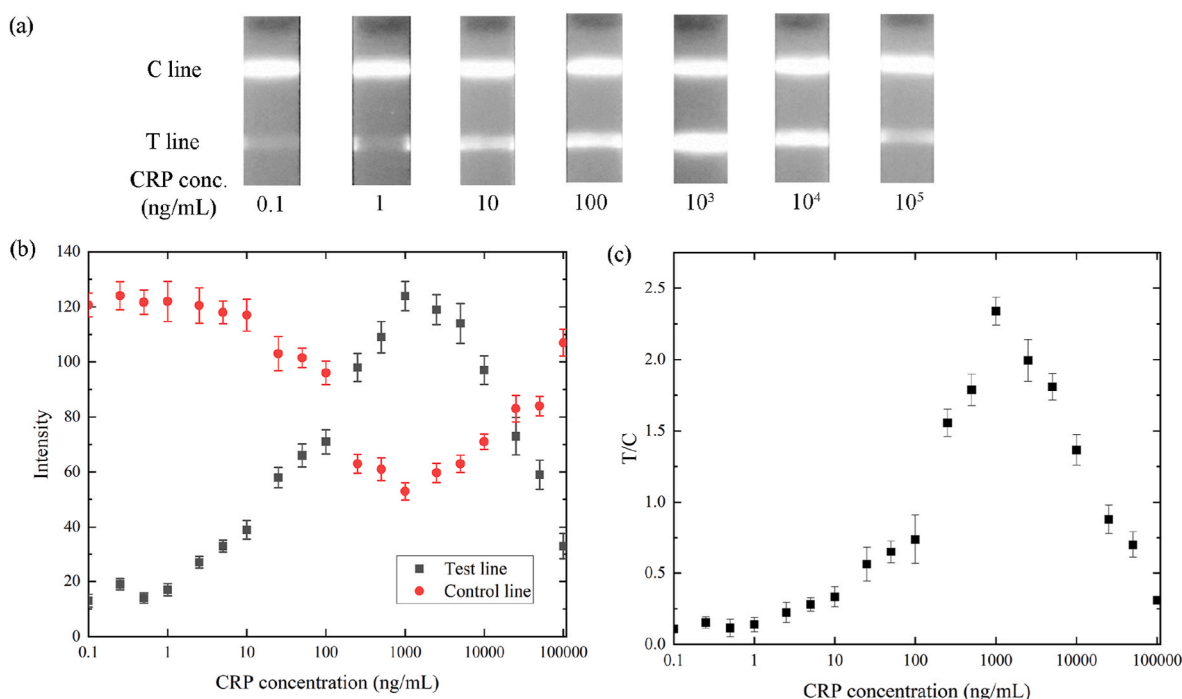 (a)
C line
T line
CRP conc.
(ng/mL)
0.1 1 10 100 10³ 10⁴ 10⁵
(b)
140
120
100
80
60
40
20
0
Intensity
Test line
Control line
0.1 1 10 100 1000 10000 100000
CRP concentration (ng/mL)
(c)
2.5
2.0
1.5
1.0
0.5
0.0
T/C
0.1 1 10 100 1000 10000 100000
CRP concentration (ng/mL)